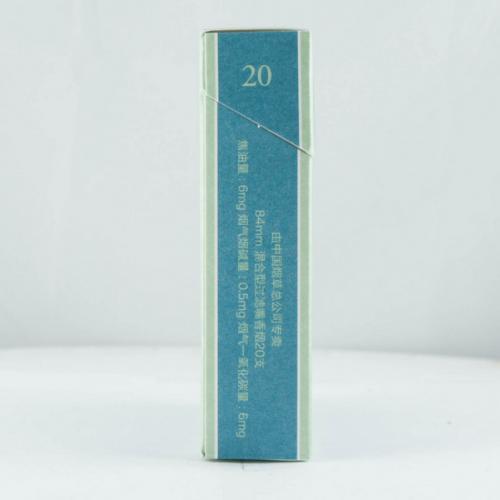 20
由中国烟草总公司专卖
84mm 混合型过滤嘴香烟20支
焦油量：6mg 烟气烟碱量：0.5mg 烟气一氧化碳量：6mg